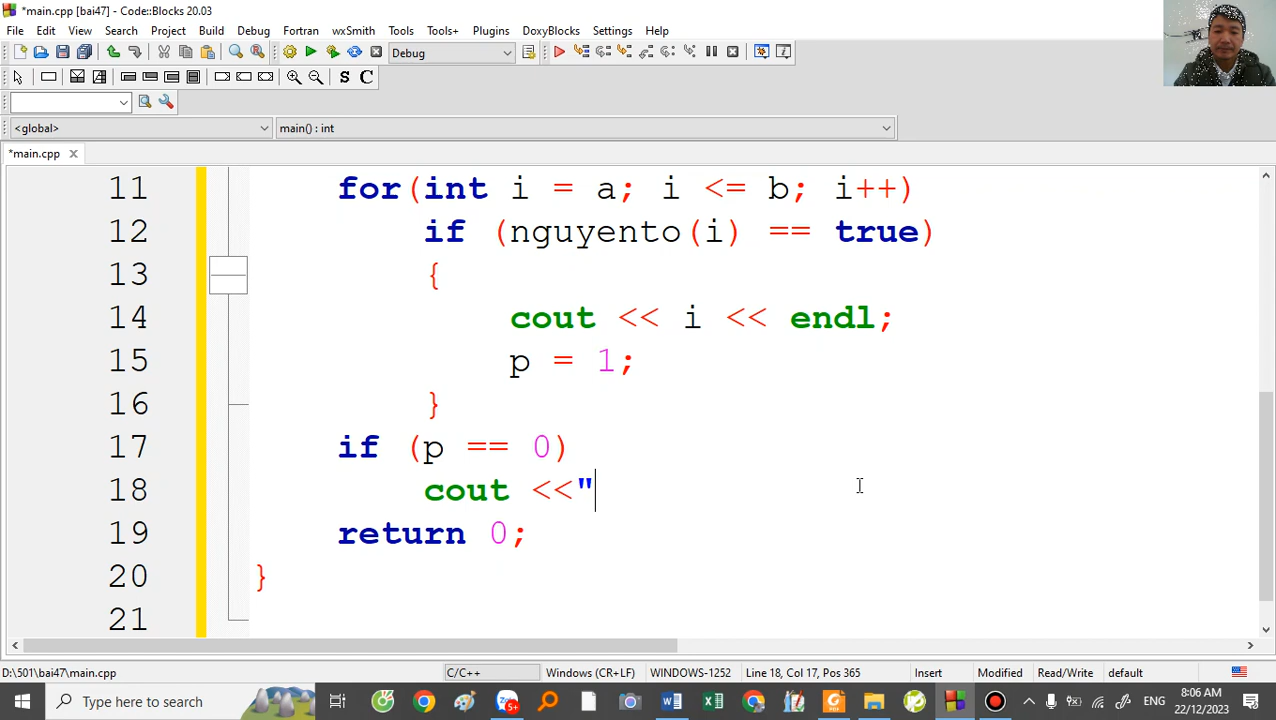 *main.cpp [bai47] - Code::Blocks 20.03
File Edit View Search Project Build Debug Fortran wxSmith Tools Tools+ Plugins DoxyBlocks Settings Help
Debug
S C
<global> main() : int
*main.cpp
11 for(int i = a; i <= b; i++)
12 if (nguyento(i) == true)
13 {
14 cout << i << endl;
15 p = 1;
16 }
17 if (p == 0)
18 cout <<"
19 return 0;
20 }
21
D:\501\bai47\main.cpp C/C++ Windows (CR+LF) WINDOWS-1252 Line 18, Col 17, Pos 365 Insert Modified Read/Write default
Type here to search ENG 8:06 AM
22/12/2023